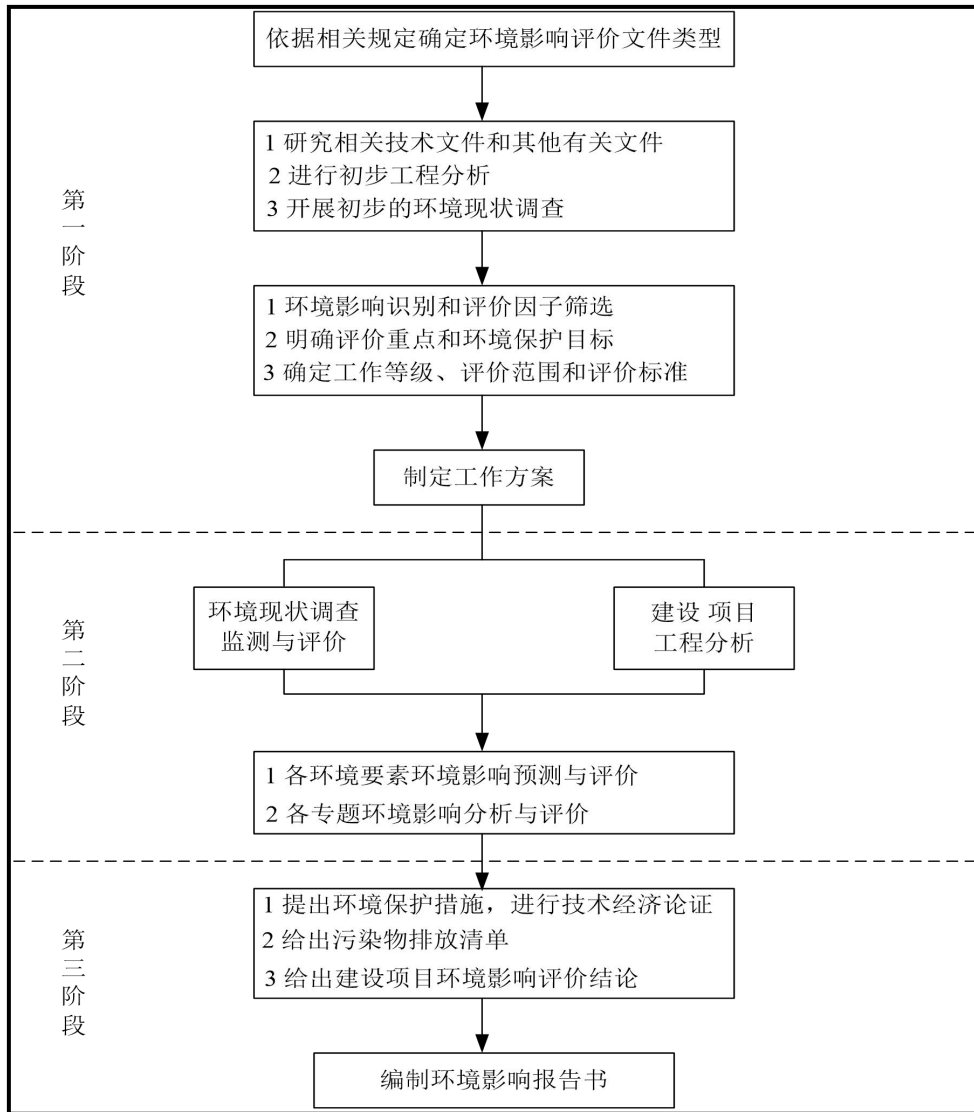 依据相关规定确定环境影响评价文件类型
1 研究相关技术文件和其他有关文件
2 进行初步工程分析
3 开展初步的环境现状调查
第一阶段
1 环境影响识别和评价因子筛选
2 明确评价重点和环境保护目标
3 确定工作等级、评价范围和评价标准
制定工作方案
环境现状调查
监测与评价
建设 项目
工程分析
第二阶段
1 各环境要素环境影响预测与评价
2 各专题环境影响分析与评价
1 提出环境保护措施，进行技术经济论证
2 给出污染物排放清单
3 给出建设项目环境影响评价结论
第三阶段
编制环境影响报告书